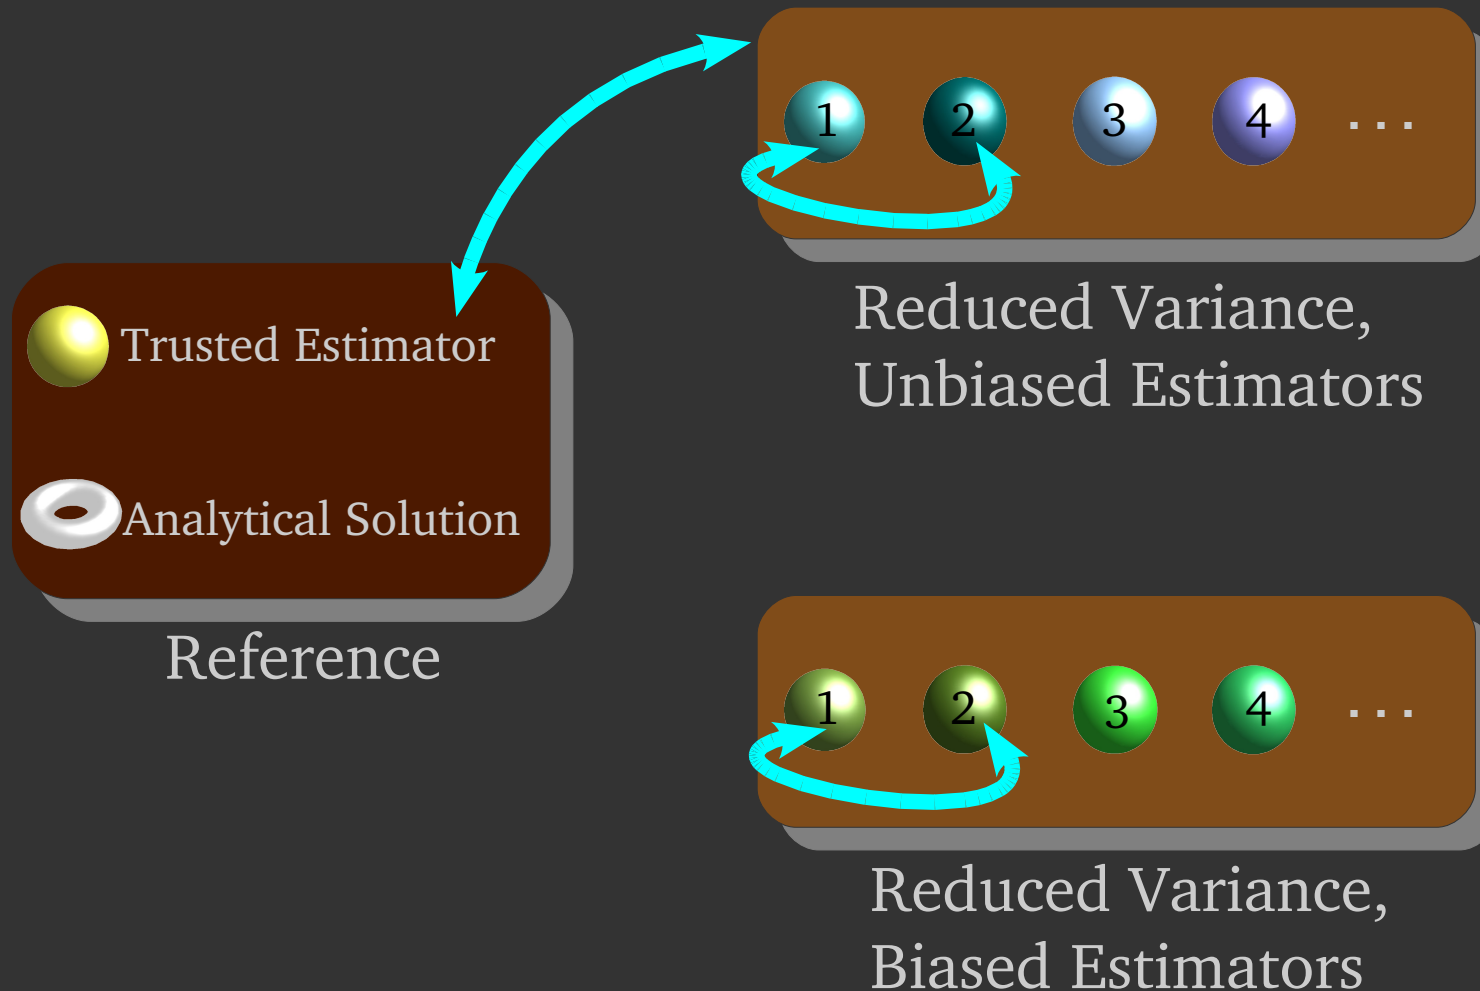 1 2 3 4 ...
Reduced Variance,
Unbiased Estimators
Trusted Estimator
Analytical Solution
Reference
1 2 3 4 ...
Reduced Variance,
Biased Estimators